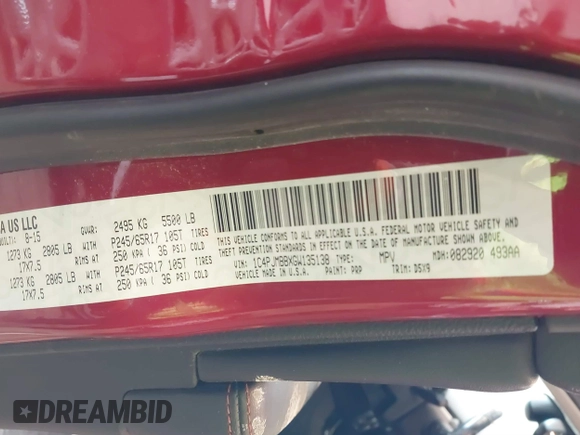 A US LLC
8-15
GVWR: 2495 KG 5500 LB
1273 KG 2805 LB P245/65R17 105T TIRES
17X7.5 RIMS AT 250 KPA ( 36 PSI) COLD
1273 KG 2805 LB P245/65R17 105T TIRES
17X7.5 RIMS AT 250 KPA ( 36 PSI) COLD
THIS VEHICLE CONFORMS TO ALL APPLICABLE U.S.A.
FEDERAL MOTOR VEHICLE SAFETY AND
THEFT PREVENTION STANDARDS IN EFFECT ON THE
DATE OF MANUFACTURE SHOWN ABOVE.
VIN: 1C4PJMBBXGW135138 TYPE: MPV MDH: 082920 493AA
VEHICLE MADE IN U.S.A. PAINT: PRP TRIM: D5X9
DREAMBID